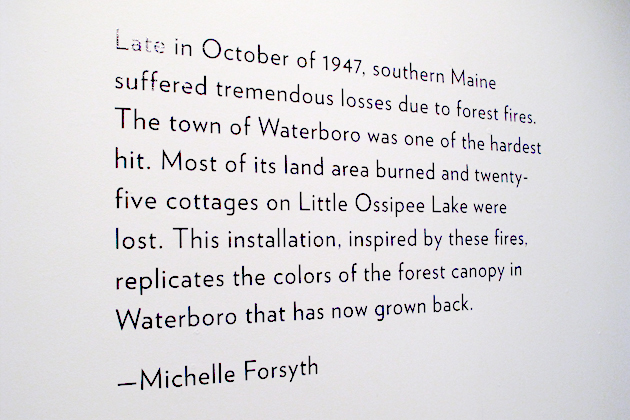 Late in October of 1947, southern Maine
suffered tremendous losses due to forest fires.
The town of Waterboro was one of the hardest
hit. Most of its land area burned and twenty-
five cottages on Little Ossipee Lake were
lost. This installation, inspired by these fires,
replicates the colors of the forest canopy in
Waterboro that has now grown back.
—Michelle Forsyth